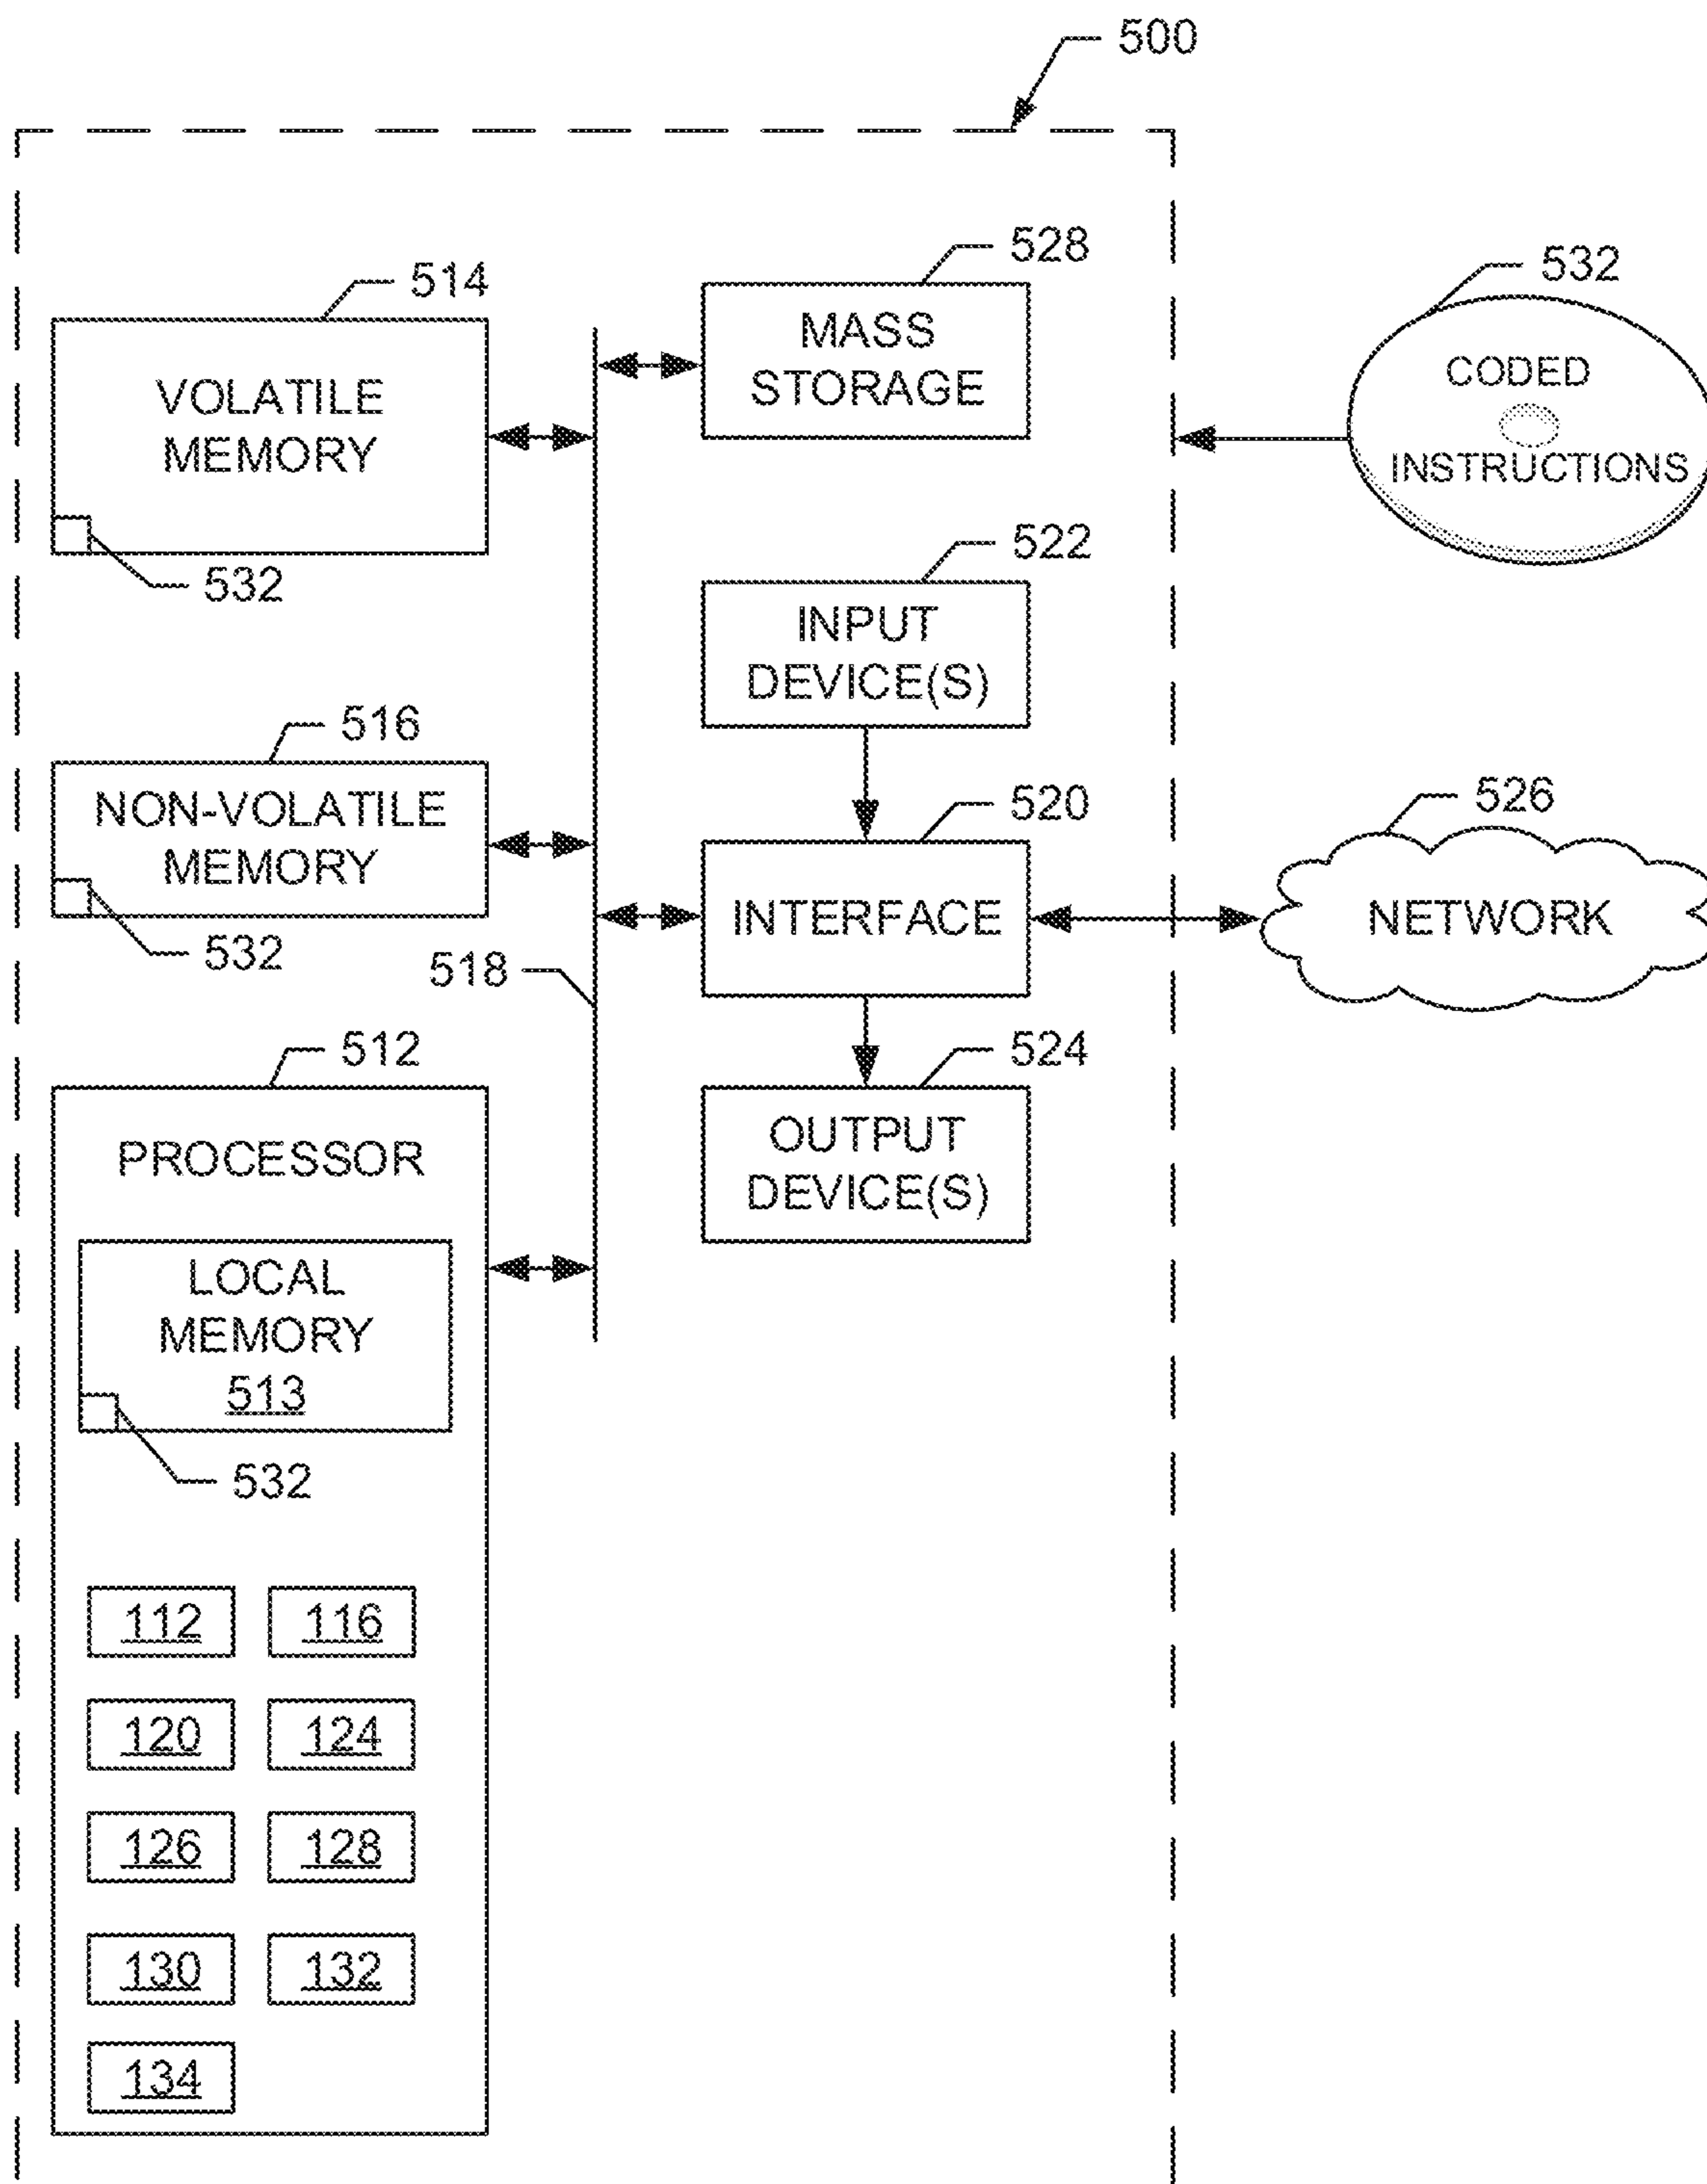 500
528
MASS
STORAGE
532
CODED
INSTRUCTIONS
514
VOLATILE
MEMORY
532
522
INPUT
DEVICE(S)
516
NON-VOLATILE
MEMORY
532
520
INTERFACE
526
NETWORK
518
512
PROCESSOR
LOCAL
MEMORY
513
532
524
OUTPUT
DEVICE(S)
112
116
120
124
126
128
130
132
134